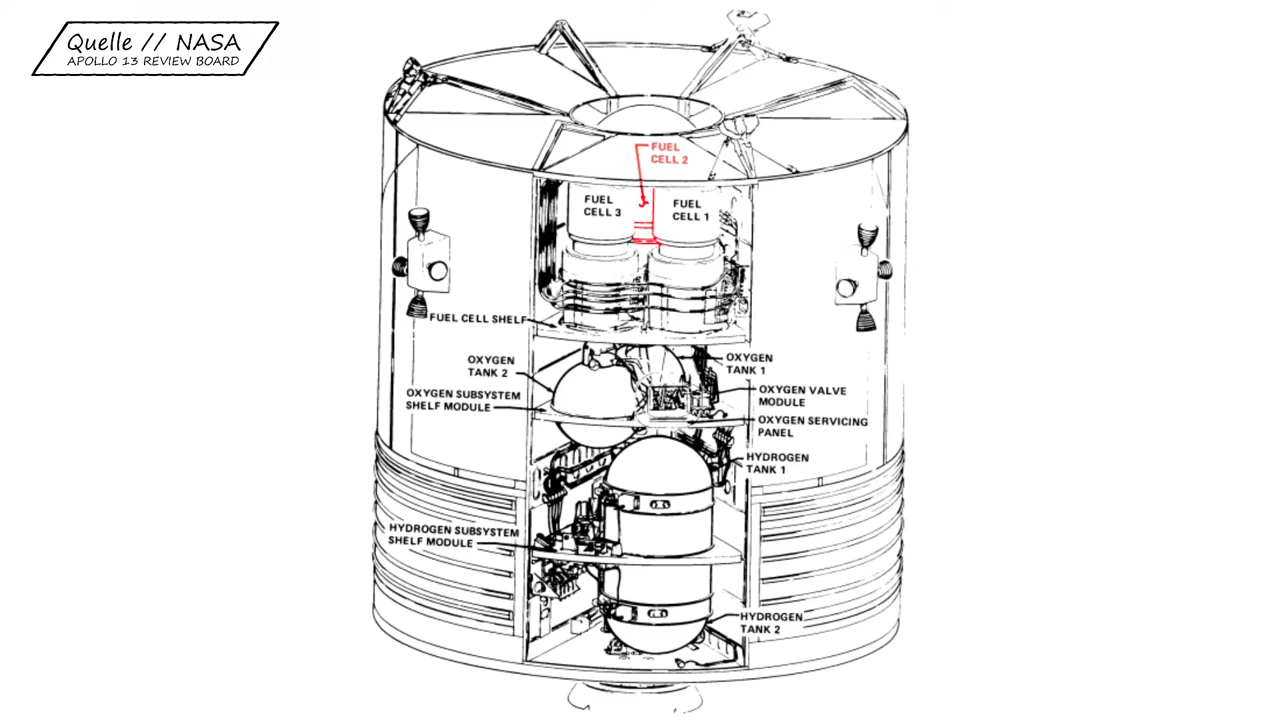 Quelle // NASA
APOLLO 13 REVIEW BOARD
FUEL
CELL 2
FUEL
CELL 3
FUEL
CELL 1
FUEL CELL SHELF
OXYGEN
TANK 2
OXYGEN
TANK 1
OXYGEN SUBSYSTEM
SHELF MODULE
OXYGEN VALVE
MODULE
OXYGEN SERVICING
PANEL
HYDROGEN
TANK 1
HYDROGEN SUBSYSTEM
SHELF MODULE
HYDROGEN
TANK 2